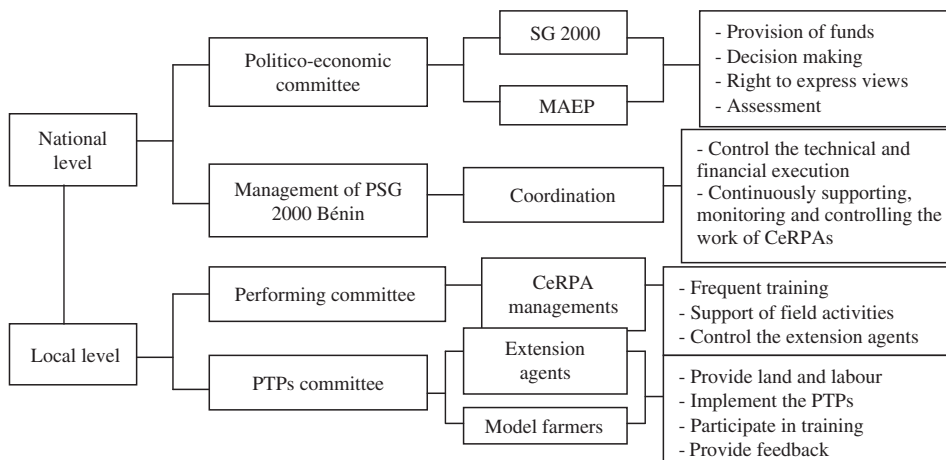 National
level
Local level
Politico-economic
committee
Management of PSG
2000 Bénin
Performing committee
PTPs committee
SG 2000
MAEP
Coordination
CeRPA
managements
Extension
agents
Model farmers
- Provision of funds
- Decision making
- Right to express views
- Assessment
- Control the technical and
financial execution
- Continuously supporting,
monitoring and controlling the
work of CeRPAs
- Frequent training
- Support of field activities
- Control the extension agents
- Provide land and labour
- Implement the PTPs
- Participate in training
- Provide feedback